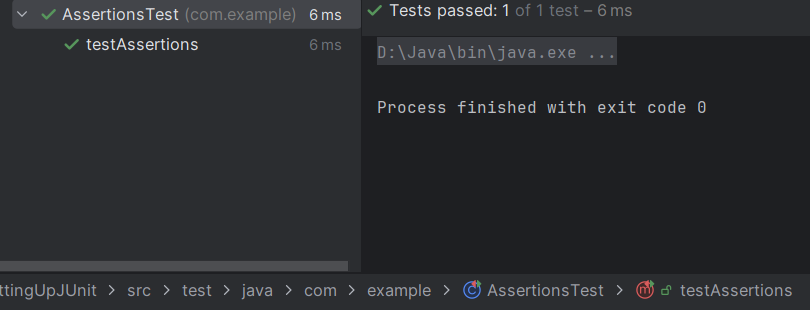 AssertionsTest (com.example) 6 ms
testAssertions 6 ms
Tests passed: 1 of 1 test – 6 ms
D:\Java\bin\java.exe ...
Process finished with exit code 0
ttingUpJUnit > src > test > java > com > example > AssertionsTest > testAssertions